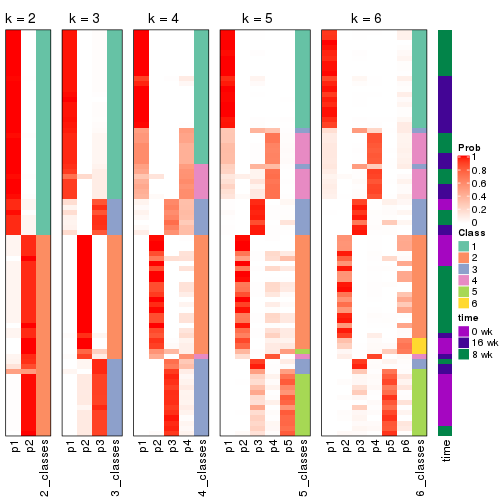 k = 2
k = 3
k = 4
k = 5
k = 6
Prob
1
0.8
0.6
0.4
0.2
0
Class
1
2
3
4
5
6
time
0 wk
16 wk
8 wk
p1
p2
2_classes
p1
p2
p3
3_classes
p1
p2
p3
p4
4_classes
p1
p2
p3
p4
p5
5_classes
p1
p2
p3
p4
p5
p6
6_classes
time